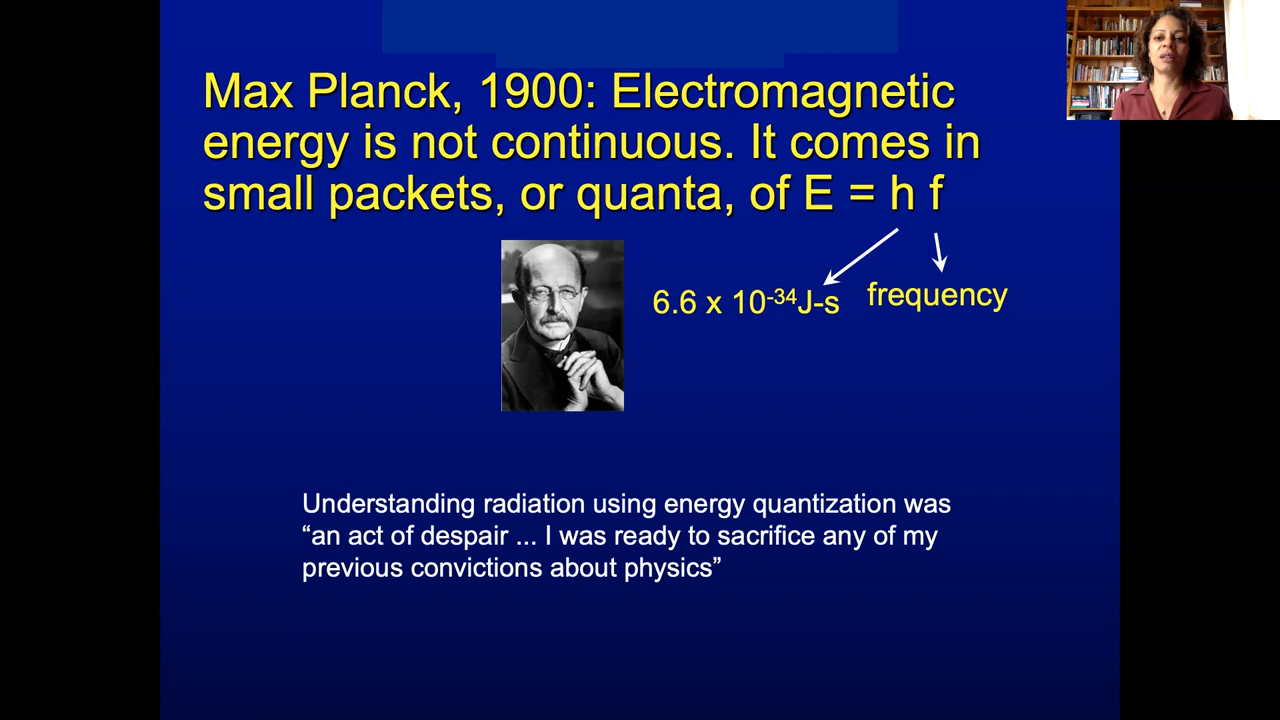 Max Planck, 1900: Electromagnetic
energy is not continuous. It comes in
small packets, or quanta, of E = h f
6.6 x 10⁻³⁴J-s
frequency
Understanding radiation using energy quantization was
“an act of despair ... I was ready to sacrifice any of my
previous convictions about physics”